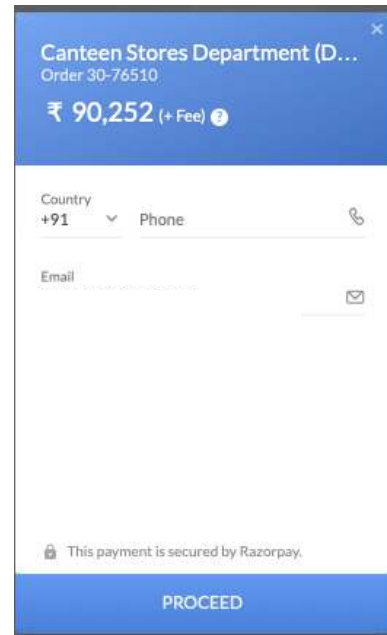 Canteen Stores Department (D...
Order 30-76510
₹ 90,252 (+ Fee) ?
Country
+91 Phone
Email
This payment is secured by Razorpay.
PROCEED